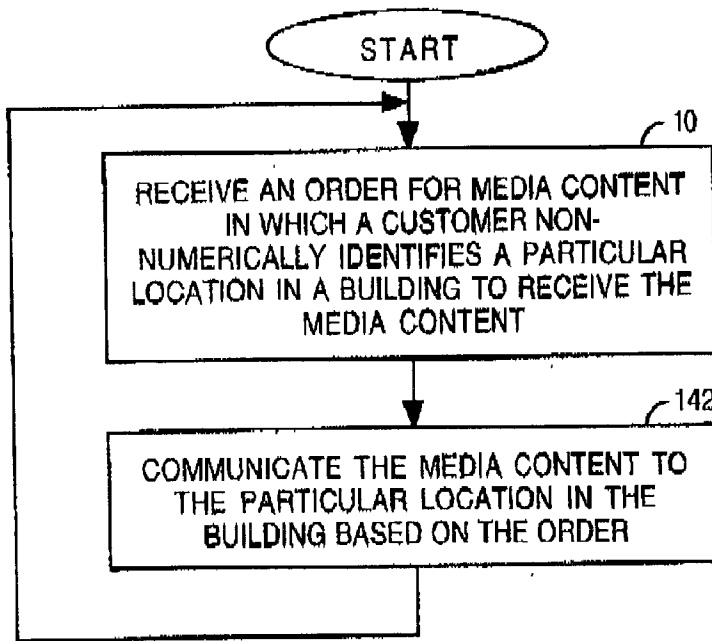 START
10
RECEIVE AN ORDER FOR MEDIA CONTENT
IN WHICH A CUSTOMER NON-
NUMERICALLY IDENTIFIES A PARTICULAR
LOCATION IN A BUILDING TO RECEIVE THE
MEDIA CONTENT
142
COMMUNICATE THE MEDIA CONTENT TO
THE PARTICULAR LOCATION IN THE
BUILDING BASED ON THE ORDER